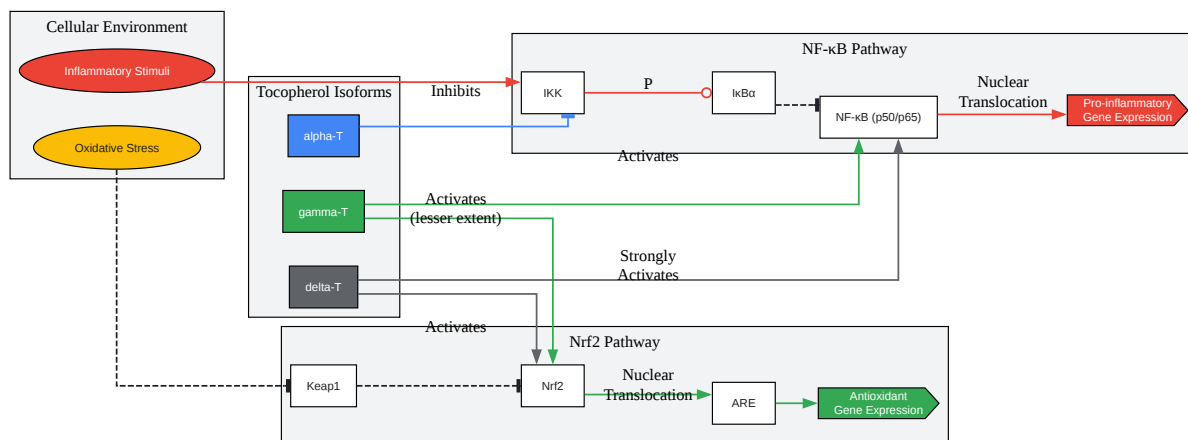 Cellular Environment
Inflammatory Stimuli
Oxidative Stress
Tocopherol Isoforms
alpha-T
gamma-T
delta-T
Inhibits
Activates
(lesser extent)
Activates
Strongly
Activates
Activates
NF-κB Pathway
IKK
P
IκBα
NF-κB (p50/p65)
Nuclear
Translocation
Pro-inflammatory
Gene Expression
Nrf2 Pathway
Keap1
Nrf2
Nuclear
Translocation
ARE
Antioxidant
Gene Expression